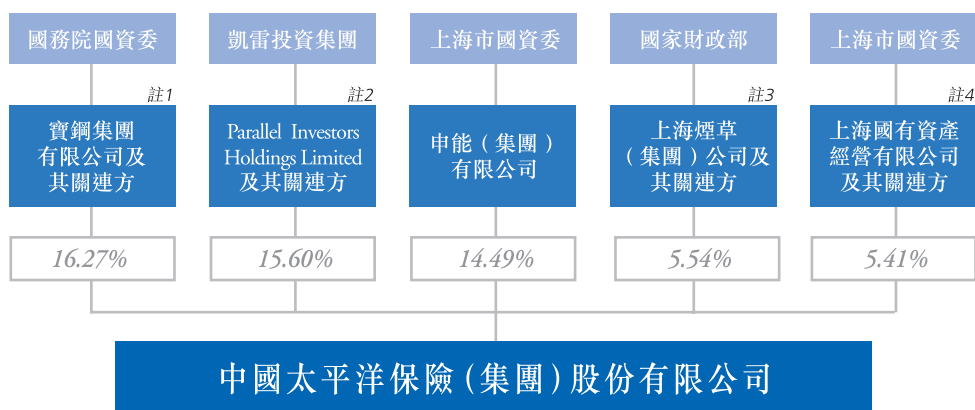 國務院國資委
凱雷投資集團
上海市國資委
國家財政部
上海市國資委
註1
註2
註3
註4
寶鋼集團
有限公司及
其關連方
Parallel Investors
Holdings Limited
及其關連方
申能（集團）
有限公司
上海煙草
（集團）公司及
其關連方
上海國有資產
經營有限公司
及其關連方
16.27%
15.60%
14.49%
5.54%
5.41%
中國太平洋保險（集團）股份有限公司